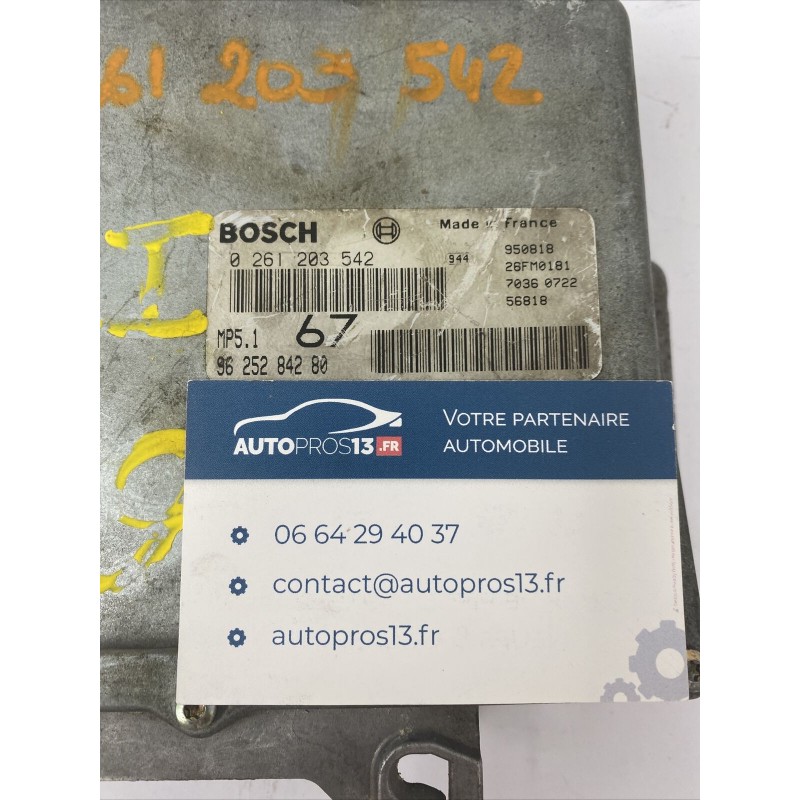 61 203 542
BOSCH Made France
0 261 203 542 944 950818
26FM0181
7036 0722
56818
MP5.1 67
96 252 842 80
AUTOPROS13.FR
VOTRE PARTENAIRE
AUTOMOBILE
06 64 29 40 37
contact@autopros13.fr
autopros13.fr